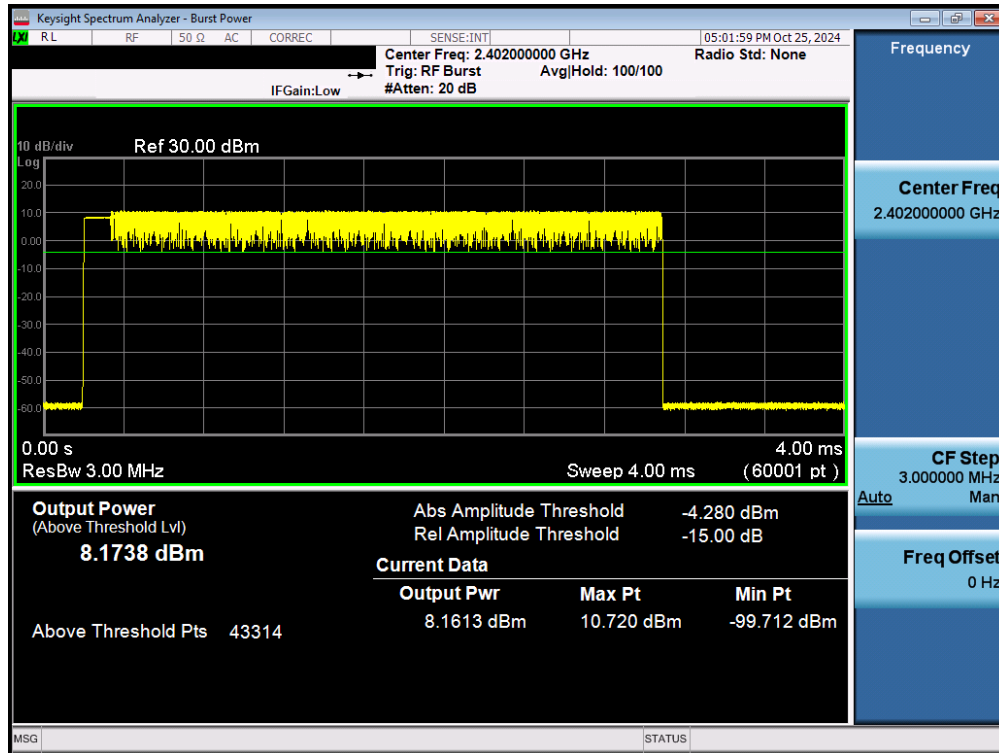 Keysight Spectrum Analyzer - Burst Power
LXI RL RF 50 Ω AC CORREC SENSE:INT 05:01:59 PM Oct 25, 2024
Center Freq: 2.402000000 GHz Radio Std: None
Trig: RF Burst Avg|Hold: 100/100
IFGain:Low #Atten: 20 dB
Frequency
10 dB/div Ref 30.00 dBm
Log
20.0
10.0
0.00
-10.0
-20.0
-30.0
-40.0
-50.0
-60.0
0.00 s 4.00 ms
ResBw 3.00 MHz Sweep 4.00 ms (60001 pt)
Center Freq
2.402000000 GHz
CF Step
3.000000 MHz
Auto Man
Freq Offset
0 Hz
Output Power
(Above Threshold Lvl)
8.1738 dBm
Above Threshold Pts 43314
Abs Amplitude Threshold -4.280 dBm
Rel Amplitude Threshold -15.00 dB
Current Data
Output Pwr Max Pt Min Pt
8.1613 dBm 10.720 dBm -99.712 dBm
MSG STATUS